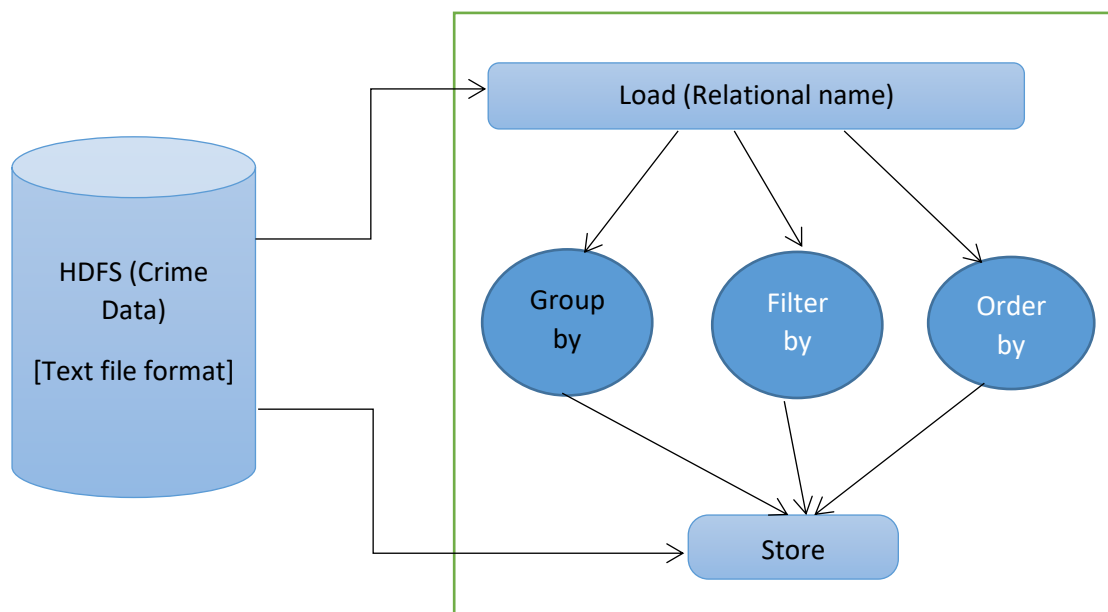 Load (Relational name)
HDFS (Crime
Data)
[Text file format]
Group
by
Filter
by
Order
by
Store